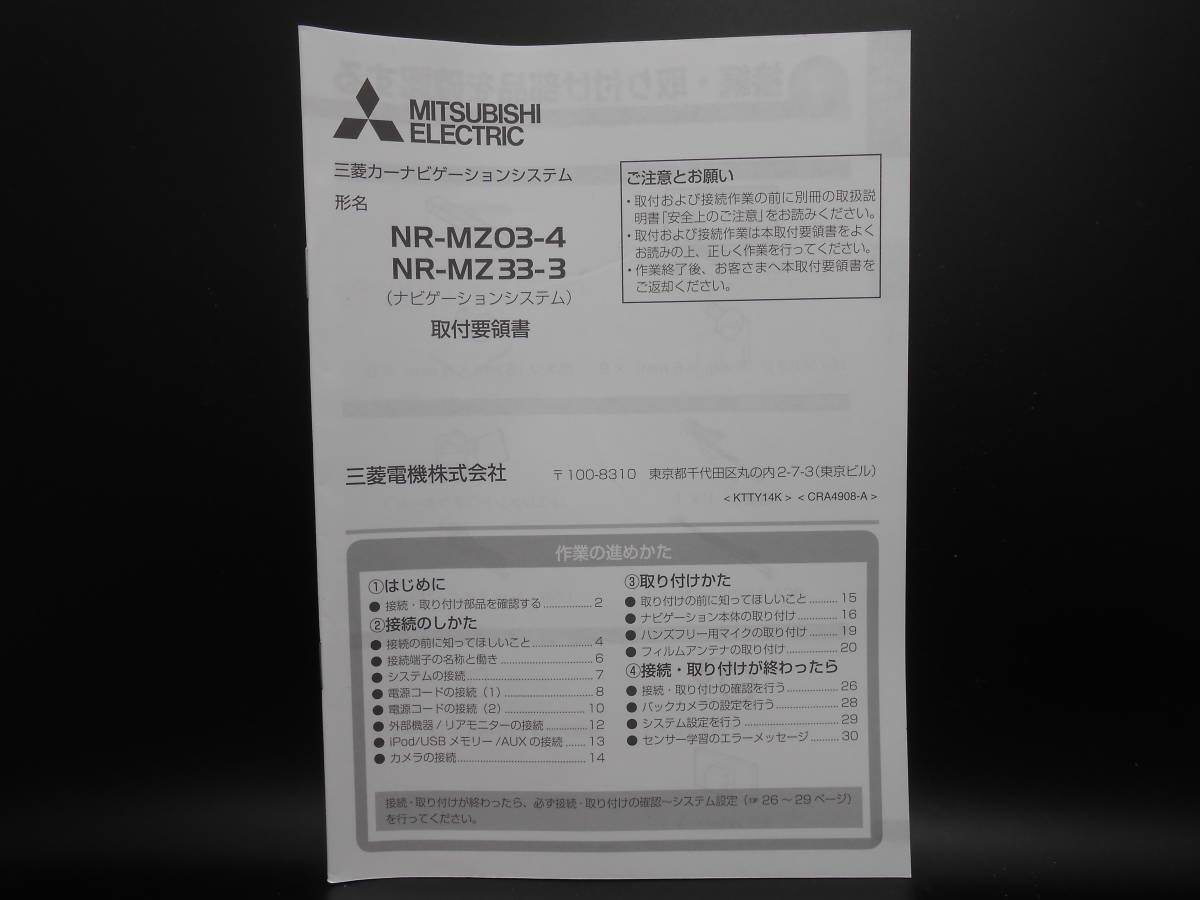 MITSUBISHI
ELECTRIC
三菱カーナビゲーションシステム
形名
NR-MZ03-4
NR-MZ33-3
(ナビゲーションシステム)
取付要領書
ご注意とお願い
・取付および接続作業の前に別冊の取扱説
明書「安全上のご注意」をお読みください。
・取付および接続作業は本取付要領書をよく
お読みの上、正しく作業を行ってください。
・作業終了後、お客さまへ本取付要領書を
ご返却ください。
三菱電機株式会社 〒100-8310 東京都千代田区丸の内2-7-3(東京ビル)
<KTTY14K> <CRA4908-A>
作業の進めかた
①はじめに
●接続・取り付け部品を確認する................2
②接続のしかた
●接続の前に知ってほしいこと................4
●接続端子の名称と働き................6
●システムの接続................7
●電源コードの接続(1)................8
●電源コードの接続(2)................10
●外部機器/リアモニターの接続................12
●iPod/USBメモリー/AUXの接続.......13
●カメラの接続................14
③取り付けかた
●取り付けの前に知ってほしいこと..........15
●ナビゲーション本体の取り付け................16
●ハンズフリー用マイクの取り付け..........19
●フィルムアンテナの取り付け................20
④接続・取り付けが終わったら
●接続・取り付けの確認を行う................26
●バックカメラの設定を行う................28
●システム設定を行う................29
●センサー学習のエラーメッセージ..........30
接続・取り付けが終わったら、必ず接続・取り付けの確認〜システム設定(☞26〜29ページ)
を行ってください。